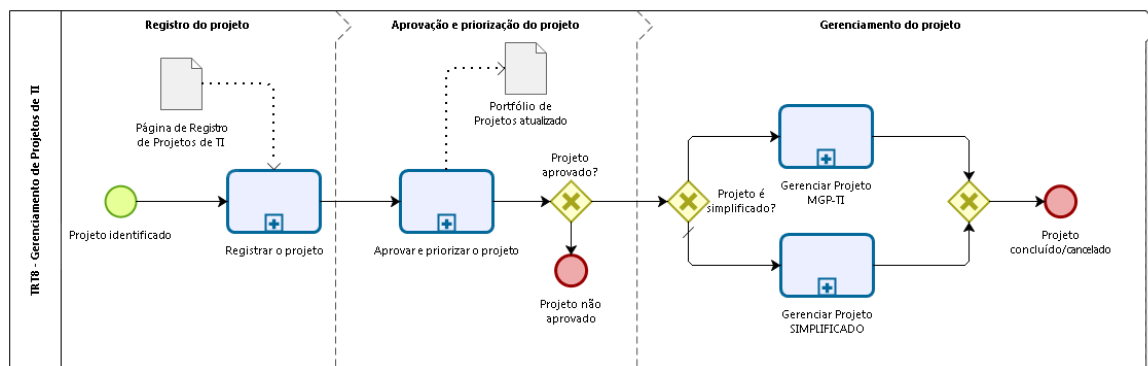 TRT8 - Gerenciamento de Projetos de TI
Registro do projeto
Aprovação e priorização do projeto
Gerenciamento do projeto
Página de Registro
de Projetos de TI
Portfólio de
Projetos atualizado
Projeto identificado
Registrar o projeto
Aprovar e priorizar o projeto
Projeto
aprovado?
Projeto não
aprovado
Projeto é
simplificado?
Gerenciar Projeto
MGP-TI
Gerenciar Projeto
SIMPLIFICADO
Projeto
concluído/cancelado